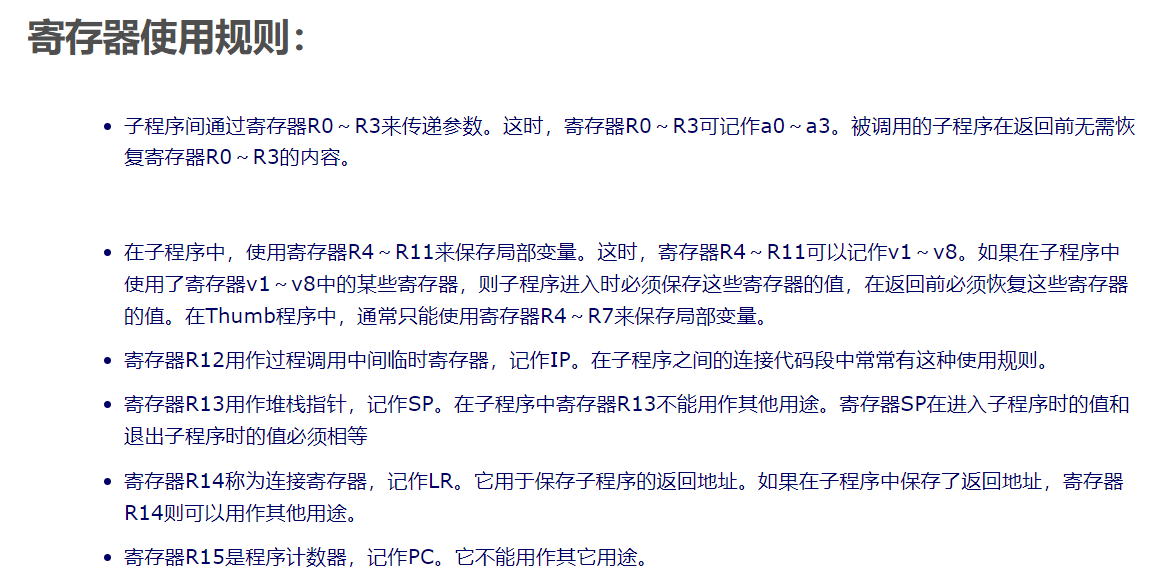 寄存器使用规则：
• 子程序间通过寄存器R0～R3来传递参数。这时，寄存器R0～R3可记作a0～a3。被调用的子程序在返回前无需恢
复寄存器R0～R3的内容。
• 在子程序中，使用寄存器R4～R11来保存局部变量。这时，寄存器R4～R11可以记作v1～v8。如果在子程序中
使用了寄存器v1～v8中的某些寄存器，则子程序进入时必须保存这些寄存器的值，在返回前必须恢复这些寄存器
的值。在Thumb程序中，通常只能使用寄存器R4～R7来保存局部变量。
• 寄存器R12用作过程调用中间临时寄存器，记作IP。在子程序之间的连接代码段中常常有这种使用规则。
• 寄存器R13用作堆栈指针，记作SP。在子程序中寄存器R13不能用作其他用途。寄存器SP在进入子程序时的值和
退出子程序时的值必须相等
• 寄存器R14称为连接寄存器，记作LR。它用于保存子程序的返回地址。如果在子程序中保存了返回地址，寄存器
R14则可以用作其他用途。
• 寄存器R15是程序计数器，记作PC。它不能用作其它用途。